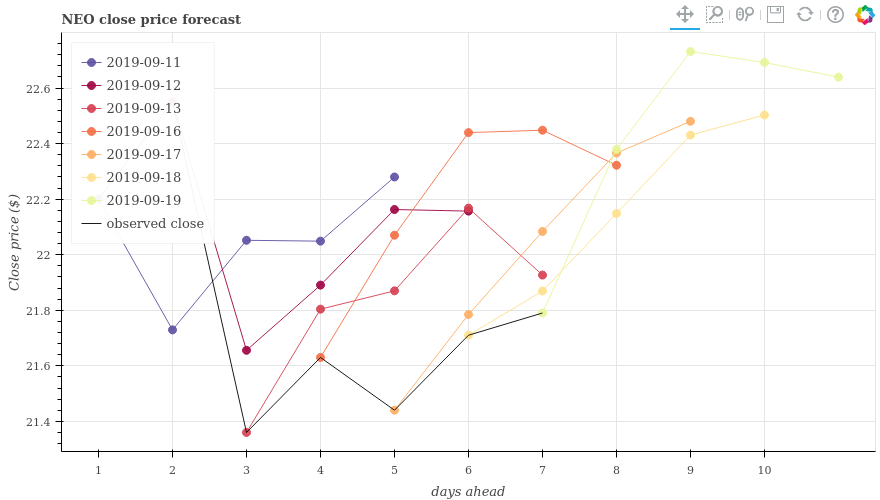 NEO close price forecast
2019-09-11
2019-09-12
2019-09-13
2019-09-16
2019-09-17
2019-09-18
2019-09-19
observed close
Close price ($)
22.6
22.4
22.2
22
21.8
21.6
21.4
1 2 3 4 5 6 7 8 9 10
days ahead